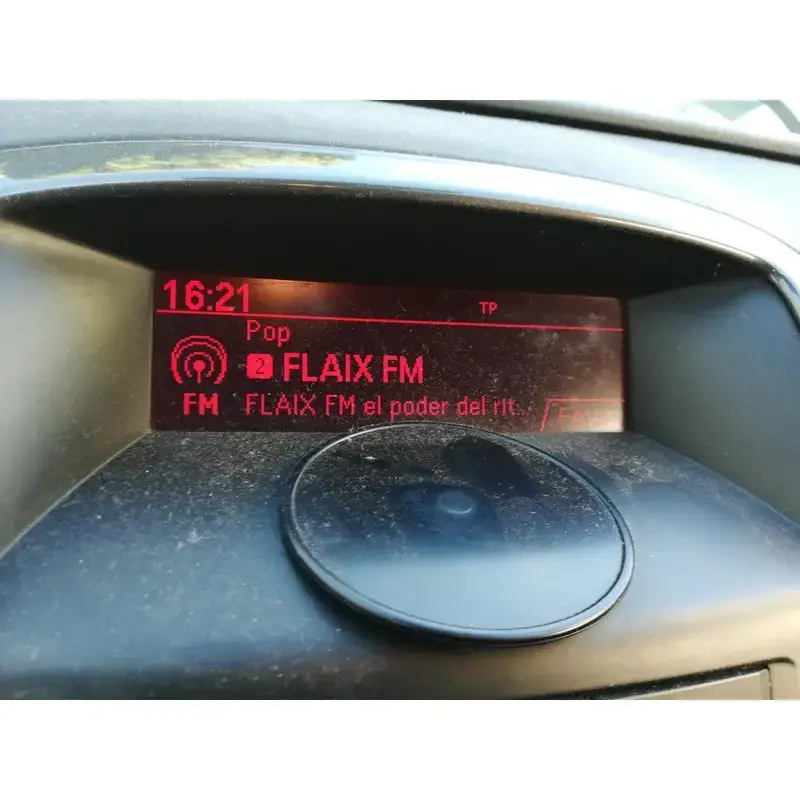 16:21
TP
Pop
2 FLAIX FM
FM FLAIX FM el poder del rit...